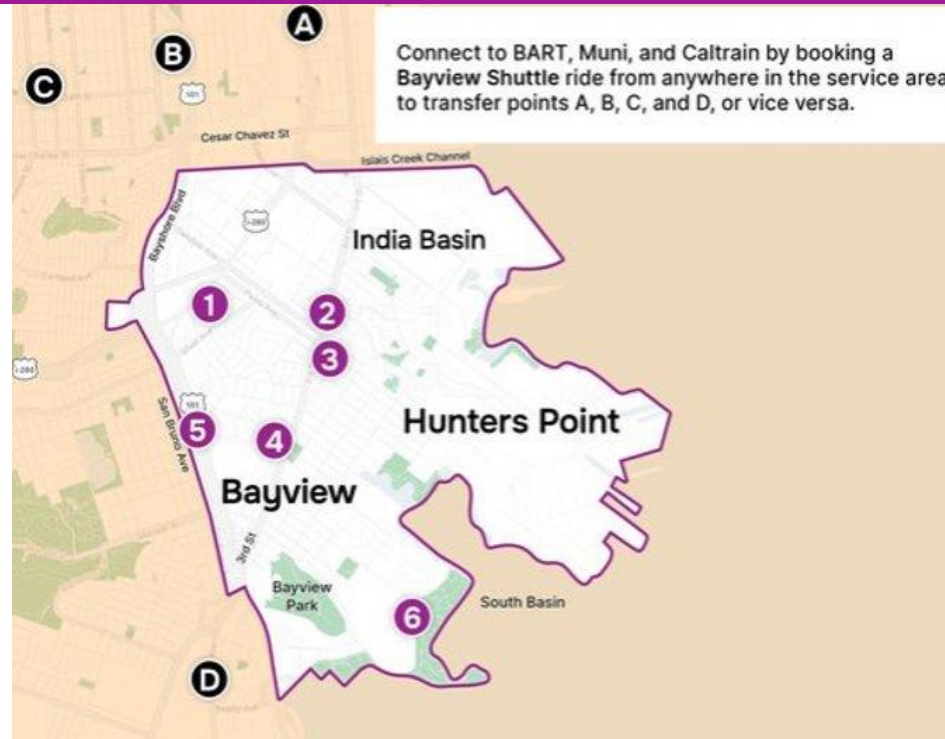 A
B
C
Connect to BART, Muni, and Caltrain by booking a
Bayview Shuttle ride from anywhere in the service area
to transfer points A, B, C, and D, or vice versa.
101
Cesar Chavez St
Islais Creek Channel
Bayshore Blvd
I-280
India Basin
1
2
3
I-280
101
San Bruno Ave
5
4
Hunters Point
Bayview
3rd St
Bayview
Park
6
South Basin
D